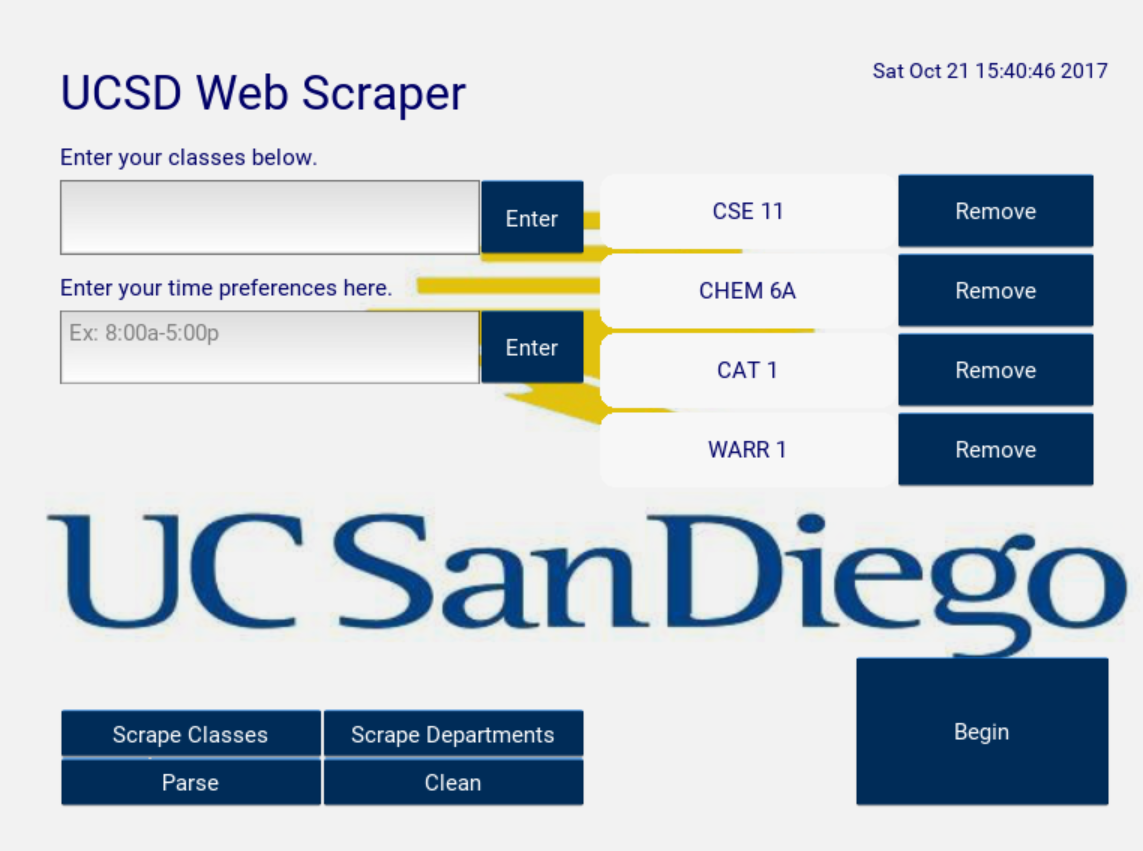 UCSD Web Scraper
Sat Oct 21 15:40:46 2017
Enter your classes below.
Enter
Enter your time preferences here.
Ex: 8:00a-5:00p
Enter
CSE 11
Remove
CHEM 6A
Remove
CAT 1
Remove
WARR 1
Remove
UC San Diego
Scrape Classes
Scrape Departments
Parse
Clean
Begin